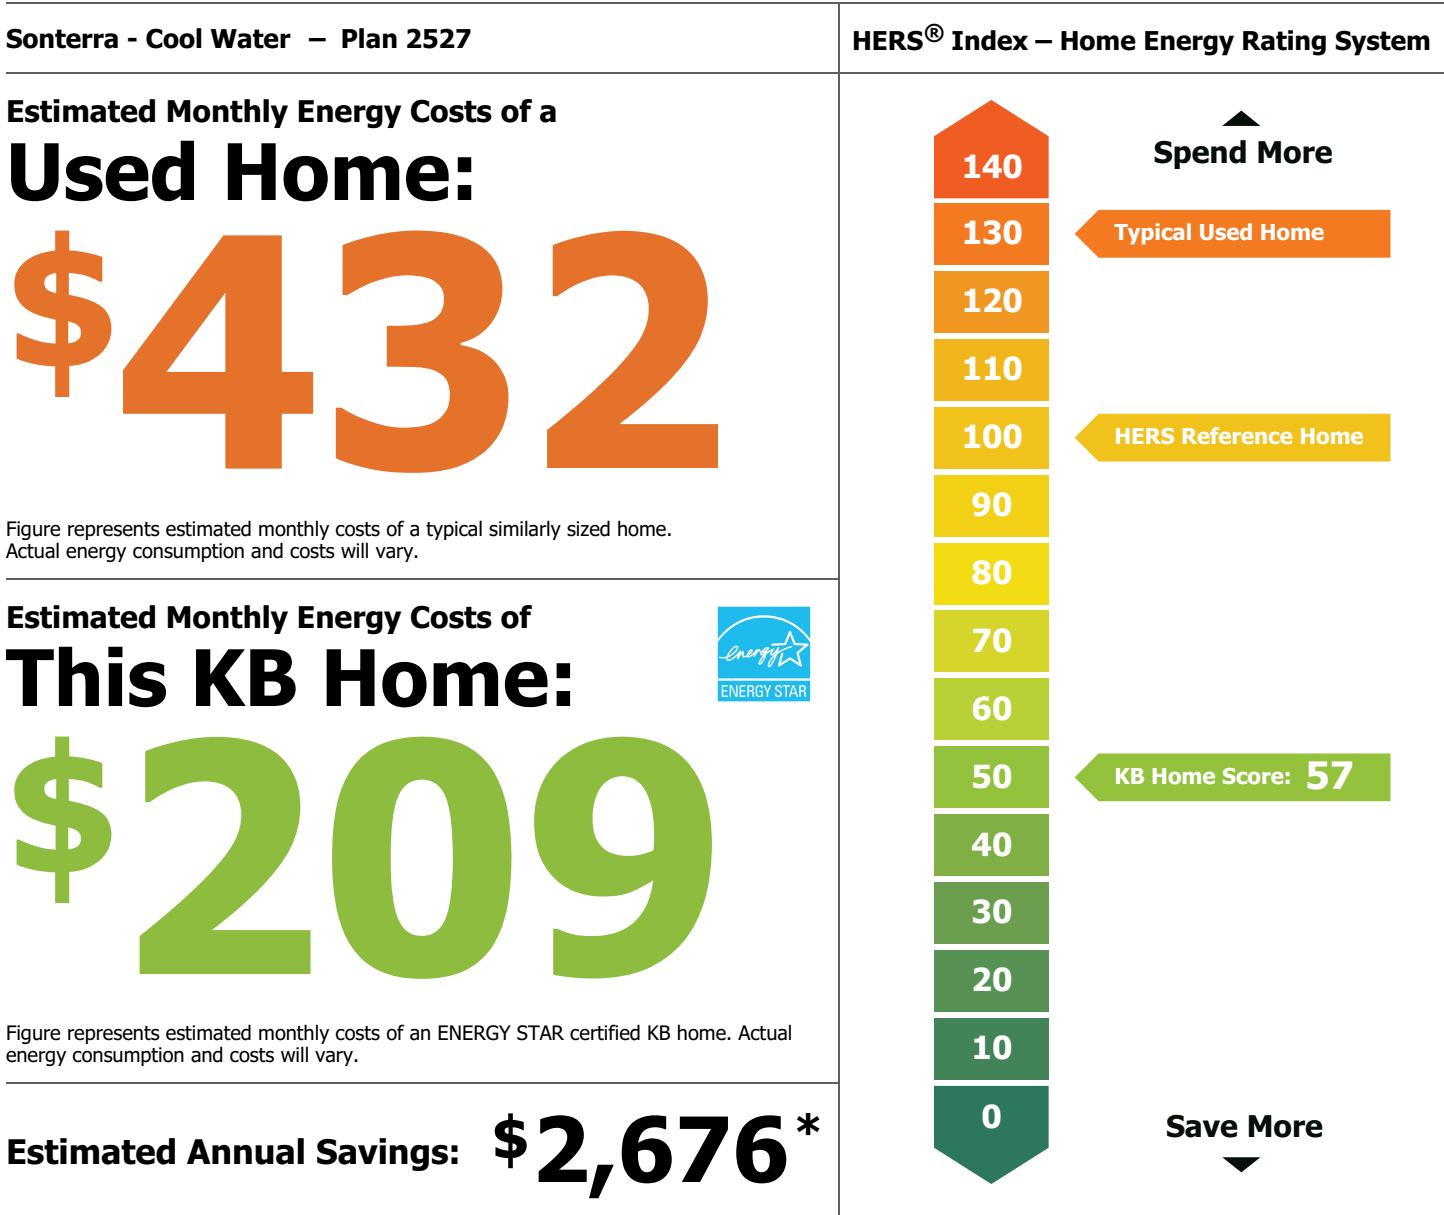 Sonterra - Cool Water – Plan 2527
Estimated Monthly Energy Costs of a
Used Home:
$432
Figure represents estimated monthly costs of a typical similarly sized home.
Actual energy consumption and costs will vary.
Estimated Monthly Energy Costs of
This KB Home:
energy
ENERGY STAR
$209
Figure represents estimated monthly costs of an ENERGY STAR certified KB home. Actual
energy consumption and costs will vary.
Estimated Annual Savings: $2,676*
HERS® Index – Home Energy Rating System
Spend More
140
130 Typical Used Home
120
110
100 HERS Reference Home
90
80
70
60
50 KB Home Score: 57
40
30
20
10
0
Save More